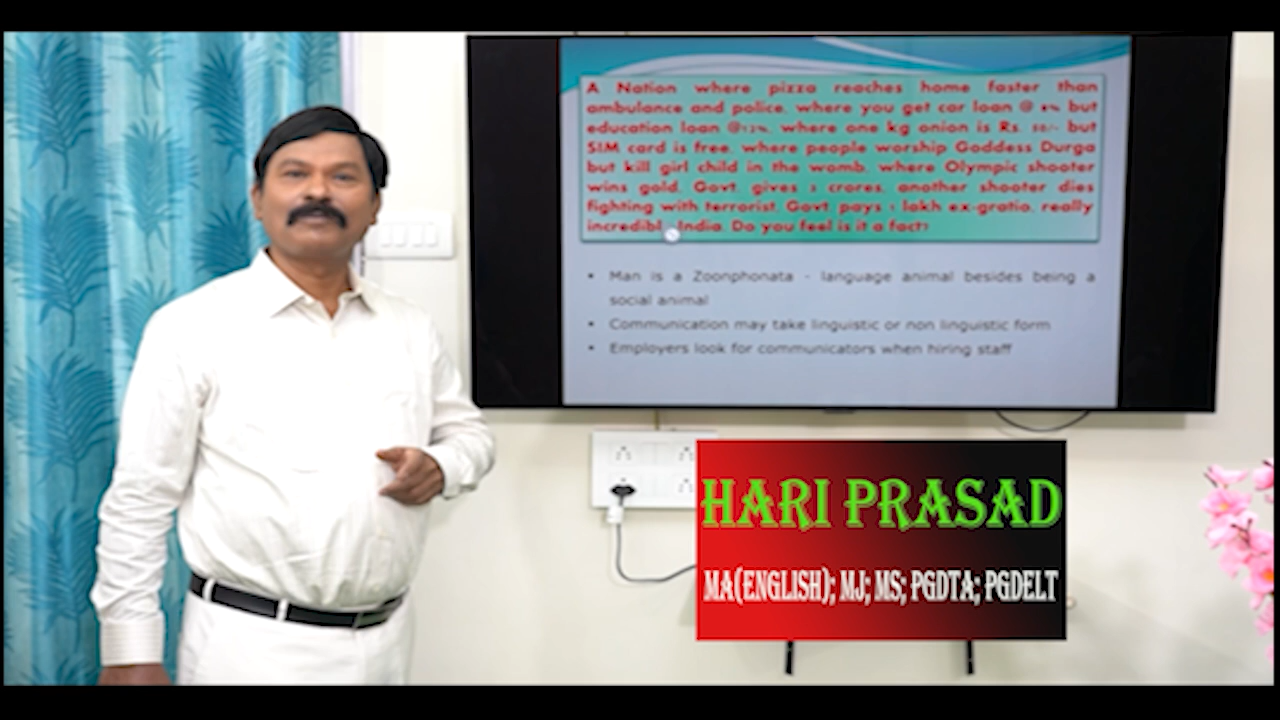 A Nation where pizza reaches home faster than
ambulance and police, where you get car loan @ but
education loan @12%, where one kg onion is Rs. but
SIM card is free, where people worship Goddess Durga
but kill girl child in the womb, where Olympic shooter
wins gold, Govt. gives 3 crores, another shooter dies
fighting with terrorist, Govt. pays 1 lakh ex-gratia, really
India. Do you feel is it a fact?
• Man is a Zoonphonata - language animal besides being a
social animal
• Communication may take linguistic or non linguistic form
• Employers look for communicators when hiring staff
HARI PRASAD
MA(ENGLISH); MJ; MS; PGDTA; PGDELT